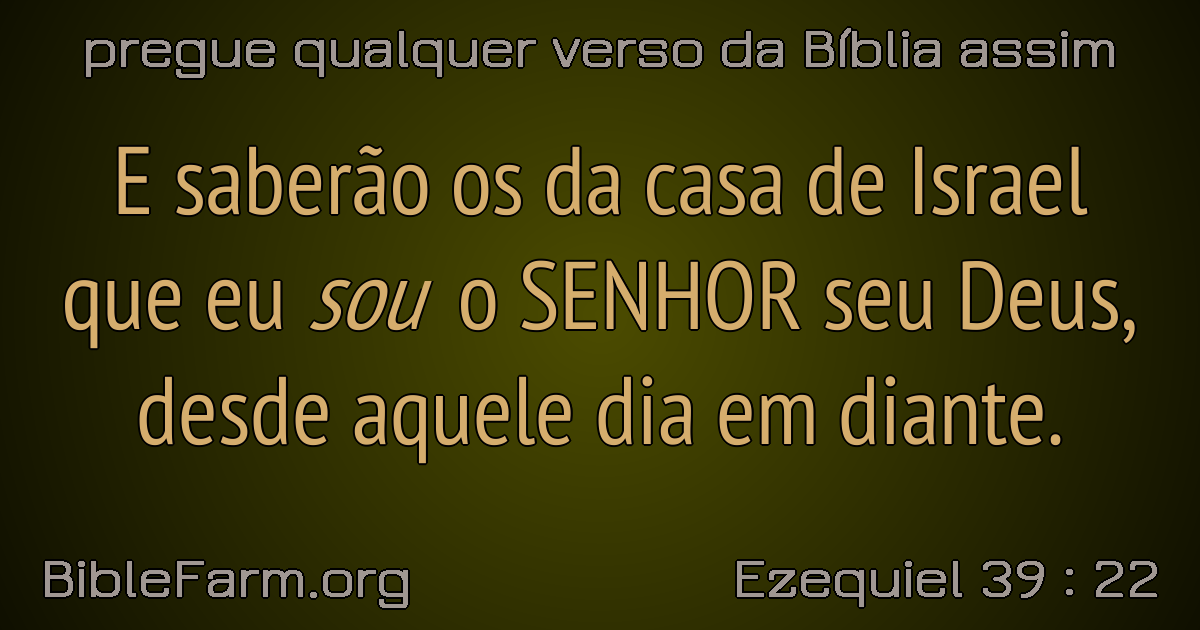 pregue qualquer verso da Bíblia assim
E saberão os da casa de Israel
que eu sou o SENHOR seu Deus,
desde aquele dia em diante.
BibleFarm.org
Ezequiel 39 : 22